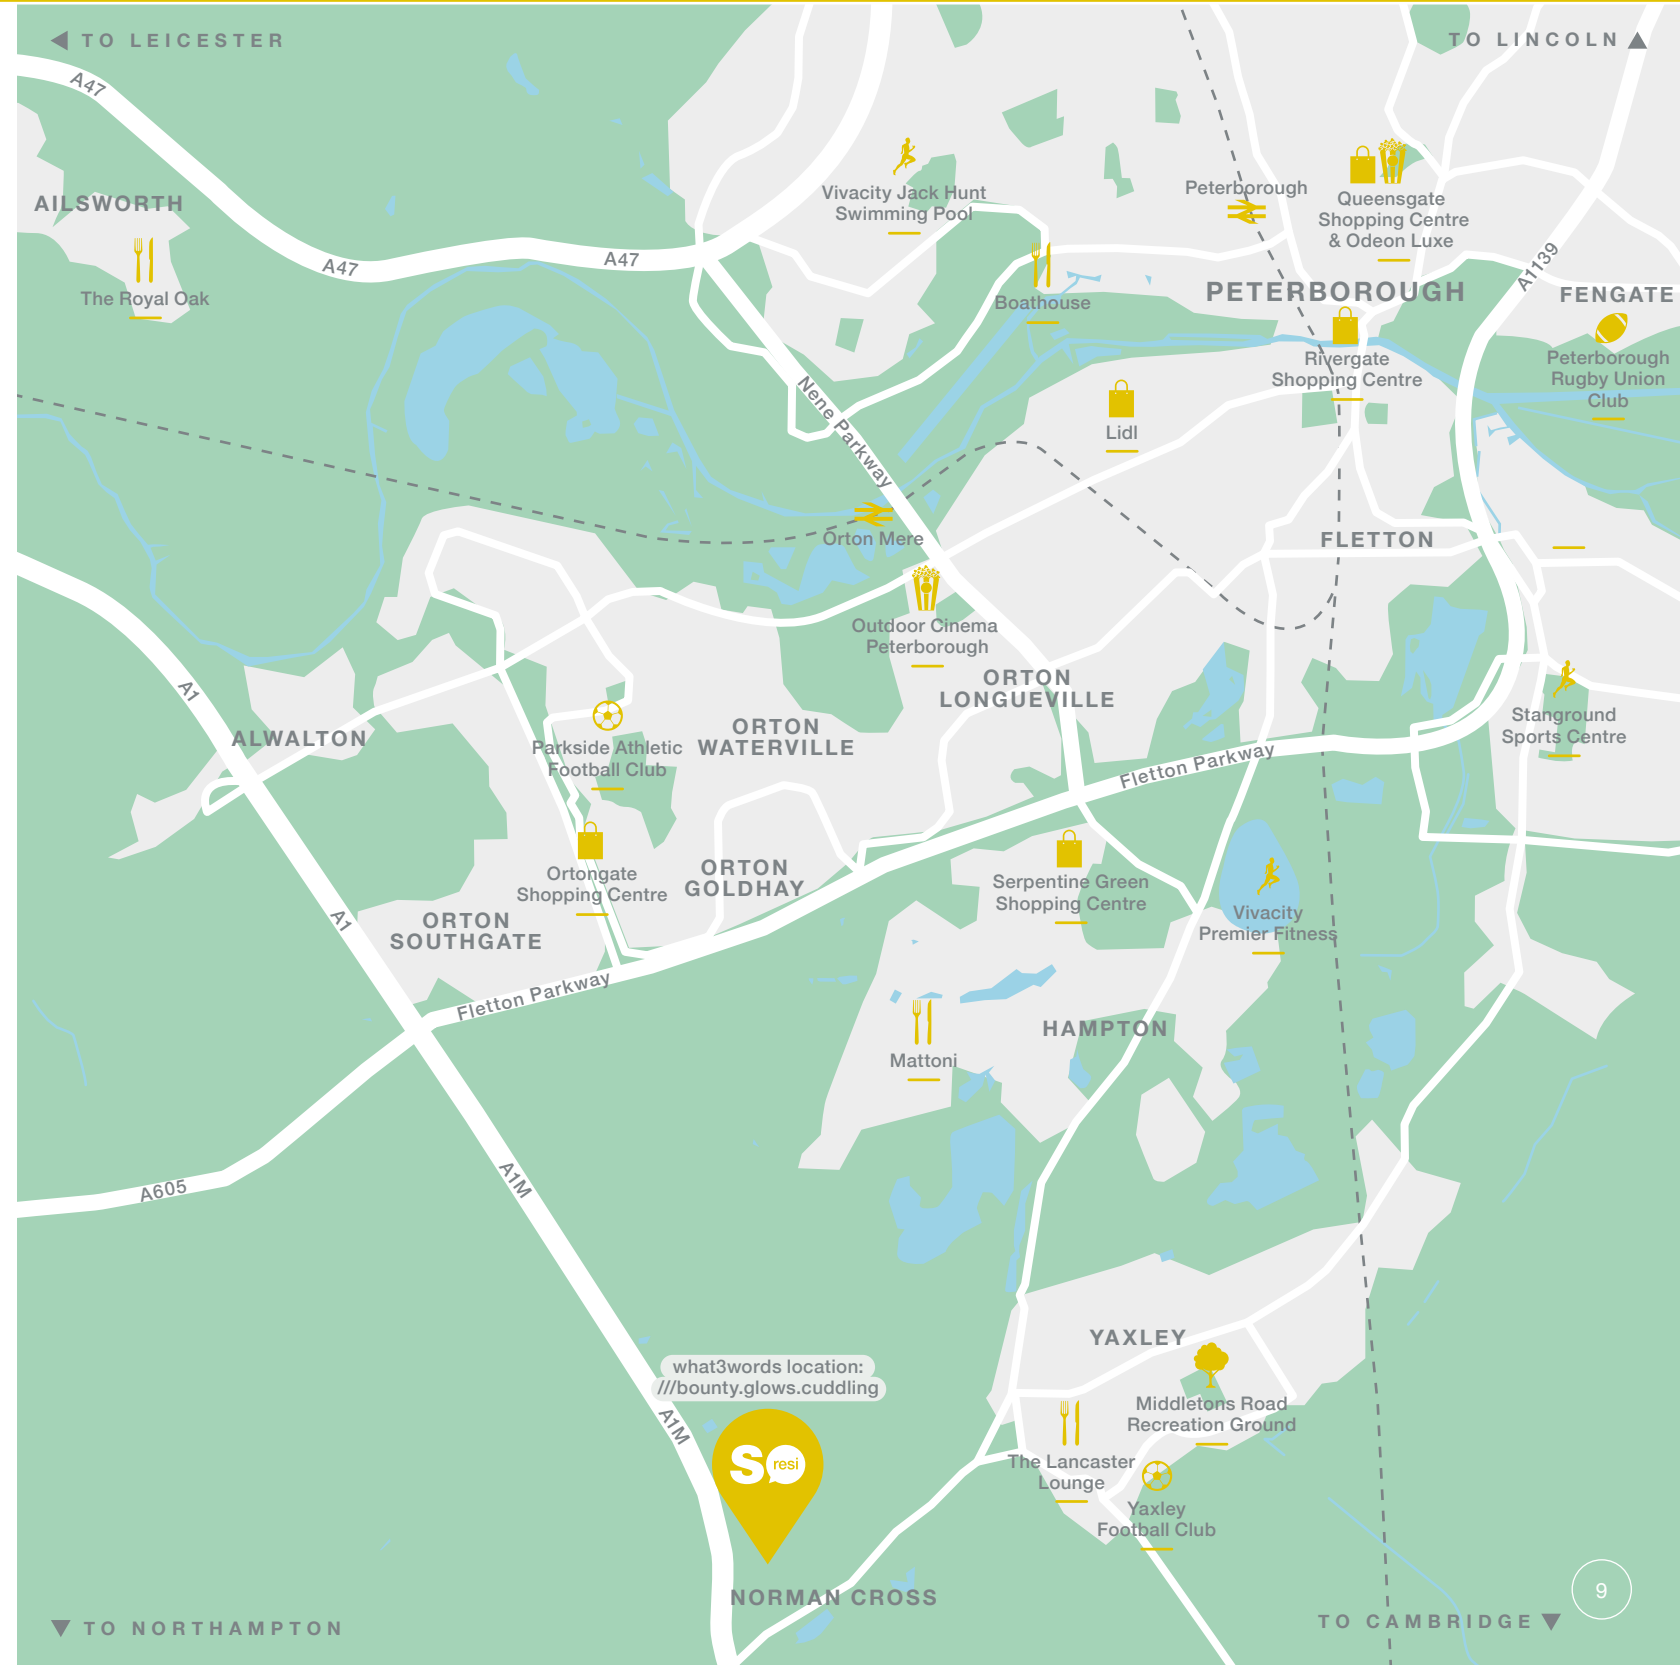 TO LEICESTER
TO LINCOLN
A47
AILSWORTH
The Royal Oak
A47
A47
Vivacity Jack Hunt
Swimming Pool
Peterborough
Queensgate
Shopping Centre
& Odeon Luxe
Boathouse
PETERBOROUGH
A1139
FENGATE
Rivergate
Shopping Centre
Peterborough
Rugby Union
Club
Nene Parkway
Lidl
Orton Mere
FLETTON
Outdoor Cinema
Peterborough
ORTON
LONGUEVILLE
A1
ALWALTON
Parkside Athletic
Football Club
ORTON
WATERVILLE
Stanground
Sports Centre
Fletton Parkway
Ortongate
Shopping Centre
ORTON
GOLDHAY
Serpentine Green
Shopping Centre
Vivacity
Premier Fitness
A1
ORTON
SOUTHGATE
Fletton Parkway
Mattoni
HAMPTON
A605
A1M
YAXLEY
what3words location:
///bounty.glows.cuddling
A1M
SO
resi
Middletons Road
Recreation Ground
The Lancaster
Lounge
Yaxley
Football Club
NORMAN CROSS
9
TO NORTHAMPTON
TO CAMBRIDGE